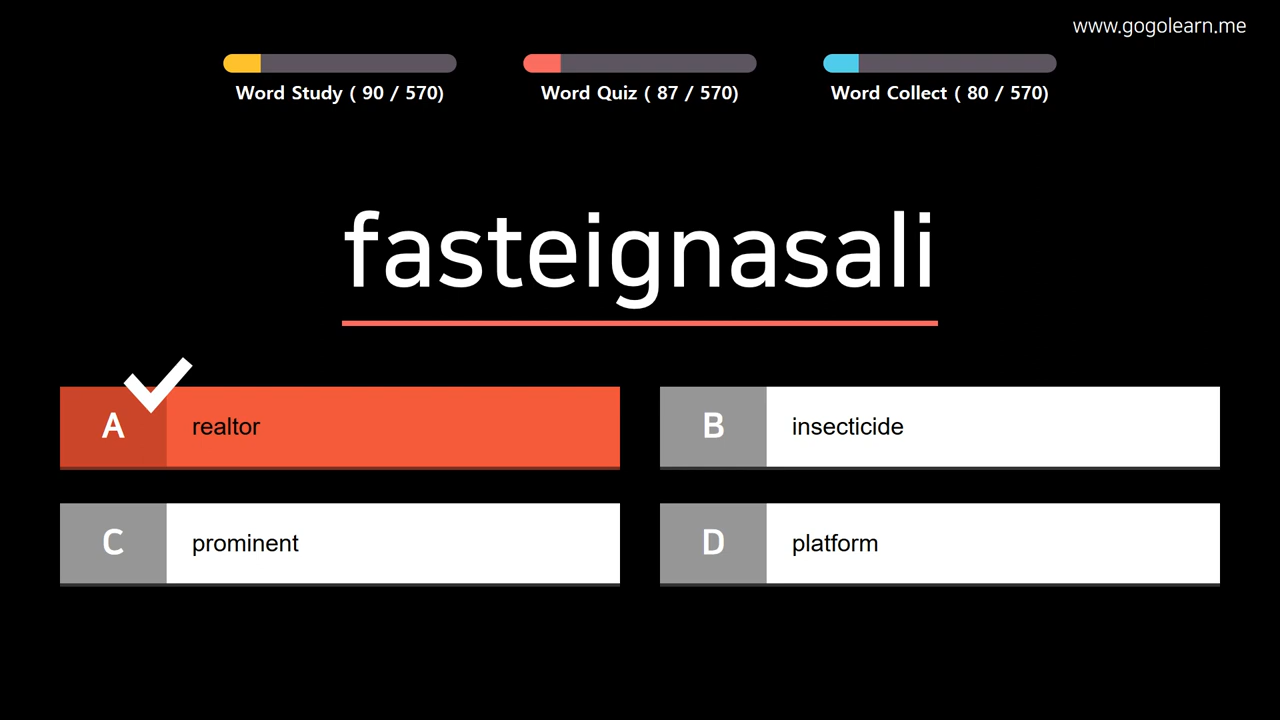 www.gogolearn.me
Word Study ( 90 / 570)
Word Quiz ( 87 / 570)
Word Collect ( 80 / 570)
fasteignasali
A realtor
B insecticide
C prominent
D platform